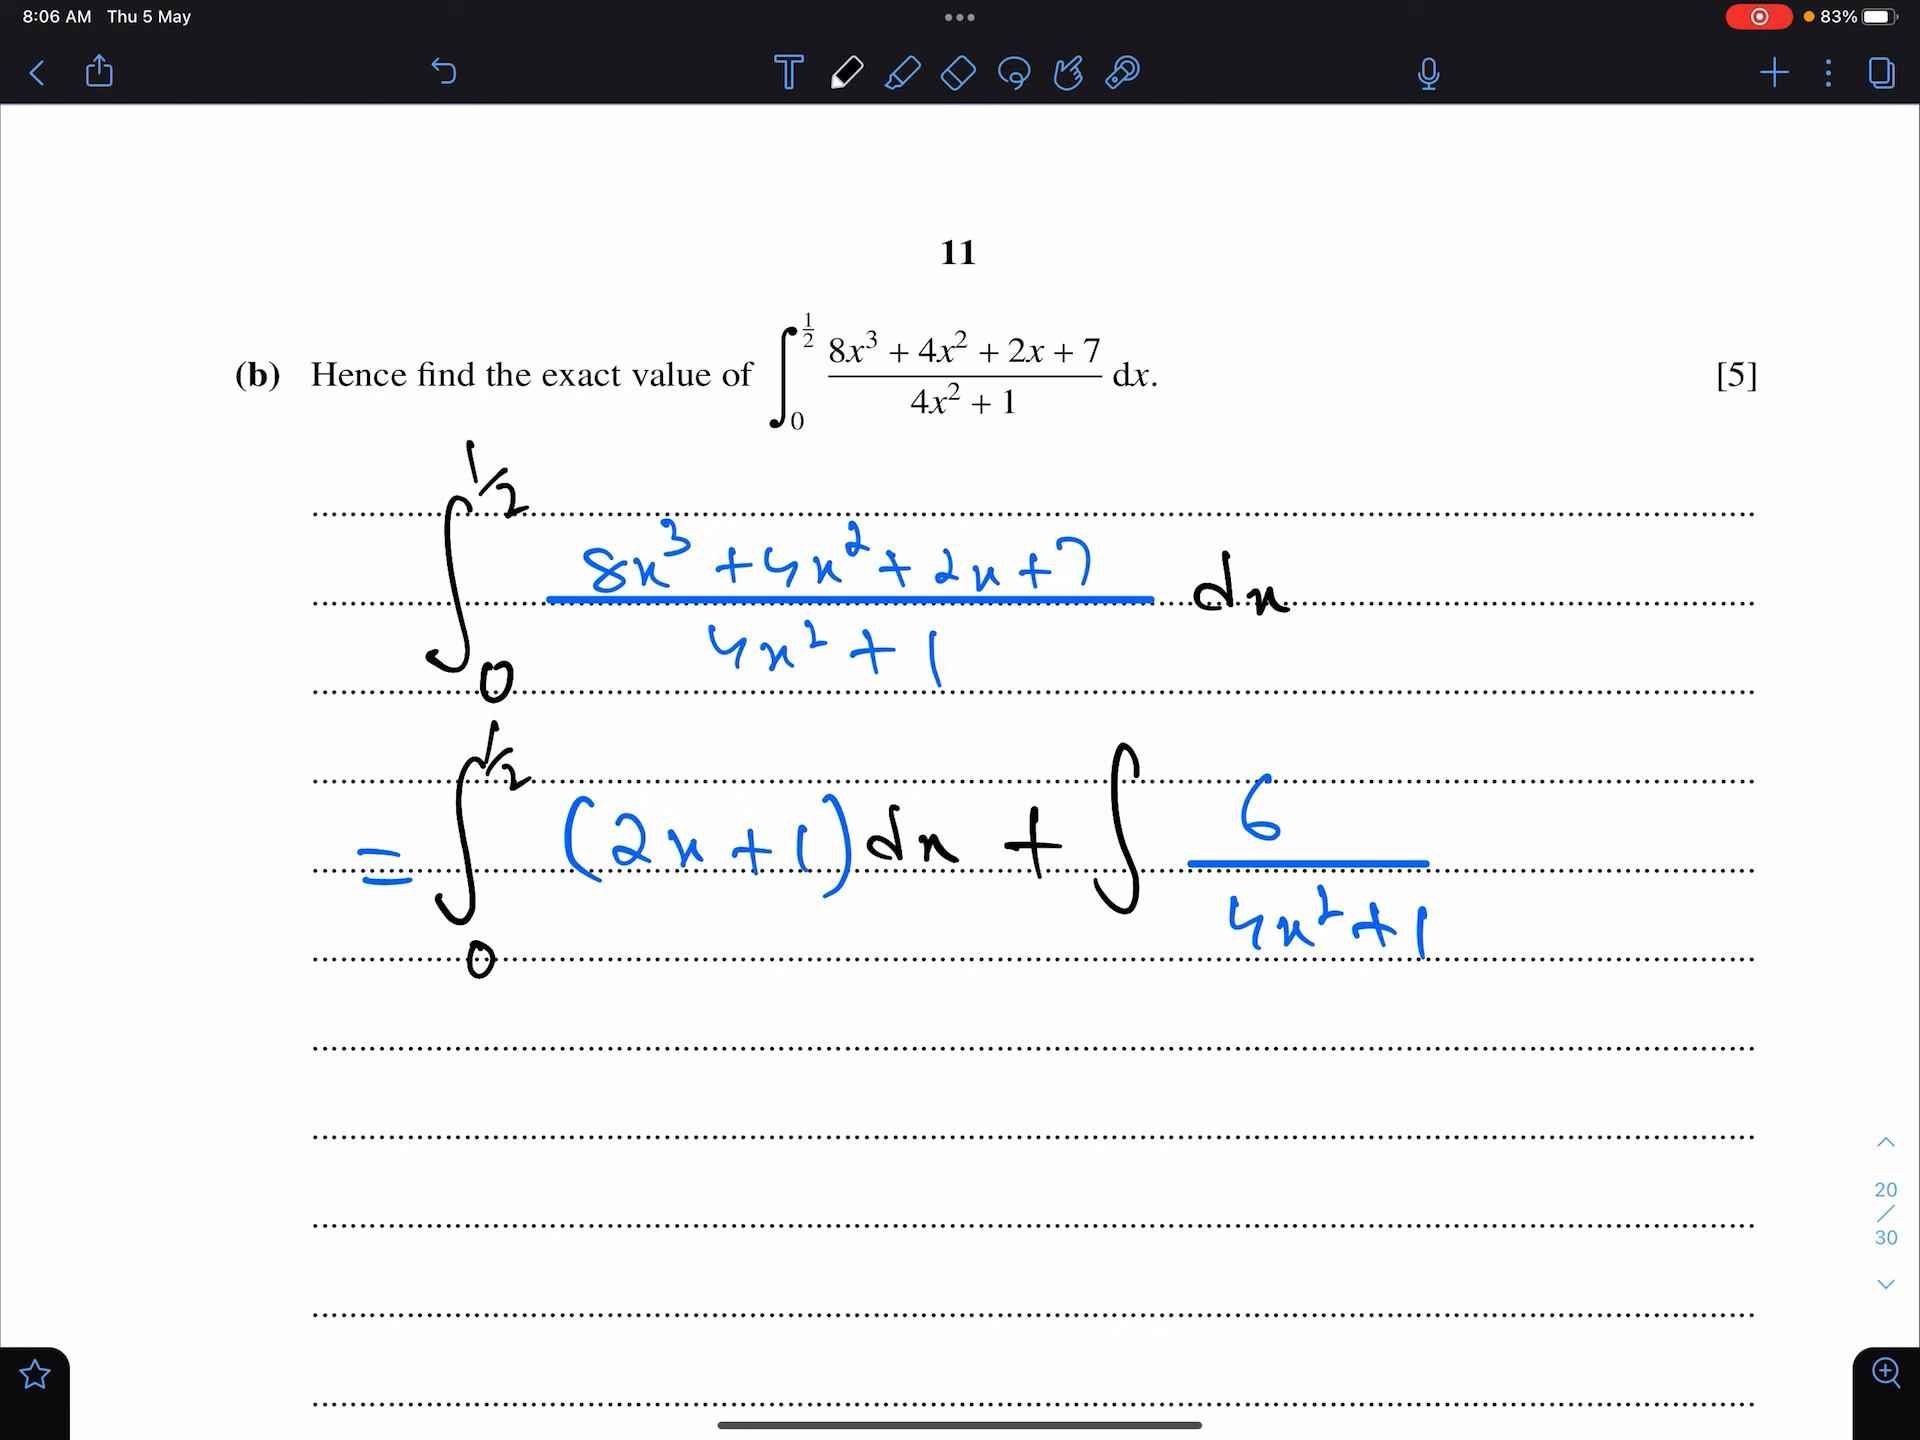 8:06 AM Thu 5 May
83%
T
11
(b) Hence find the exact value of ∫₀^½ (8x³ + 4x² + 2x + 7)/(4x² + 1) dx. [5]
∫₀^1/2 (8x³ + 4x² + 2x + 7)/(4x² + 1) dx
= ∫₀^1/2 (2x + 1) dx + ∫ 6/(4x² + 1)
20
/
30